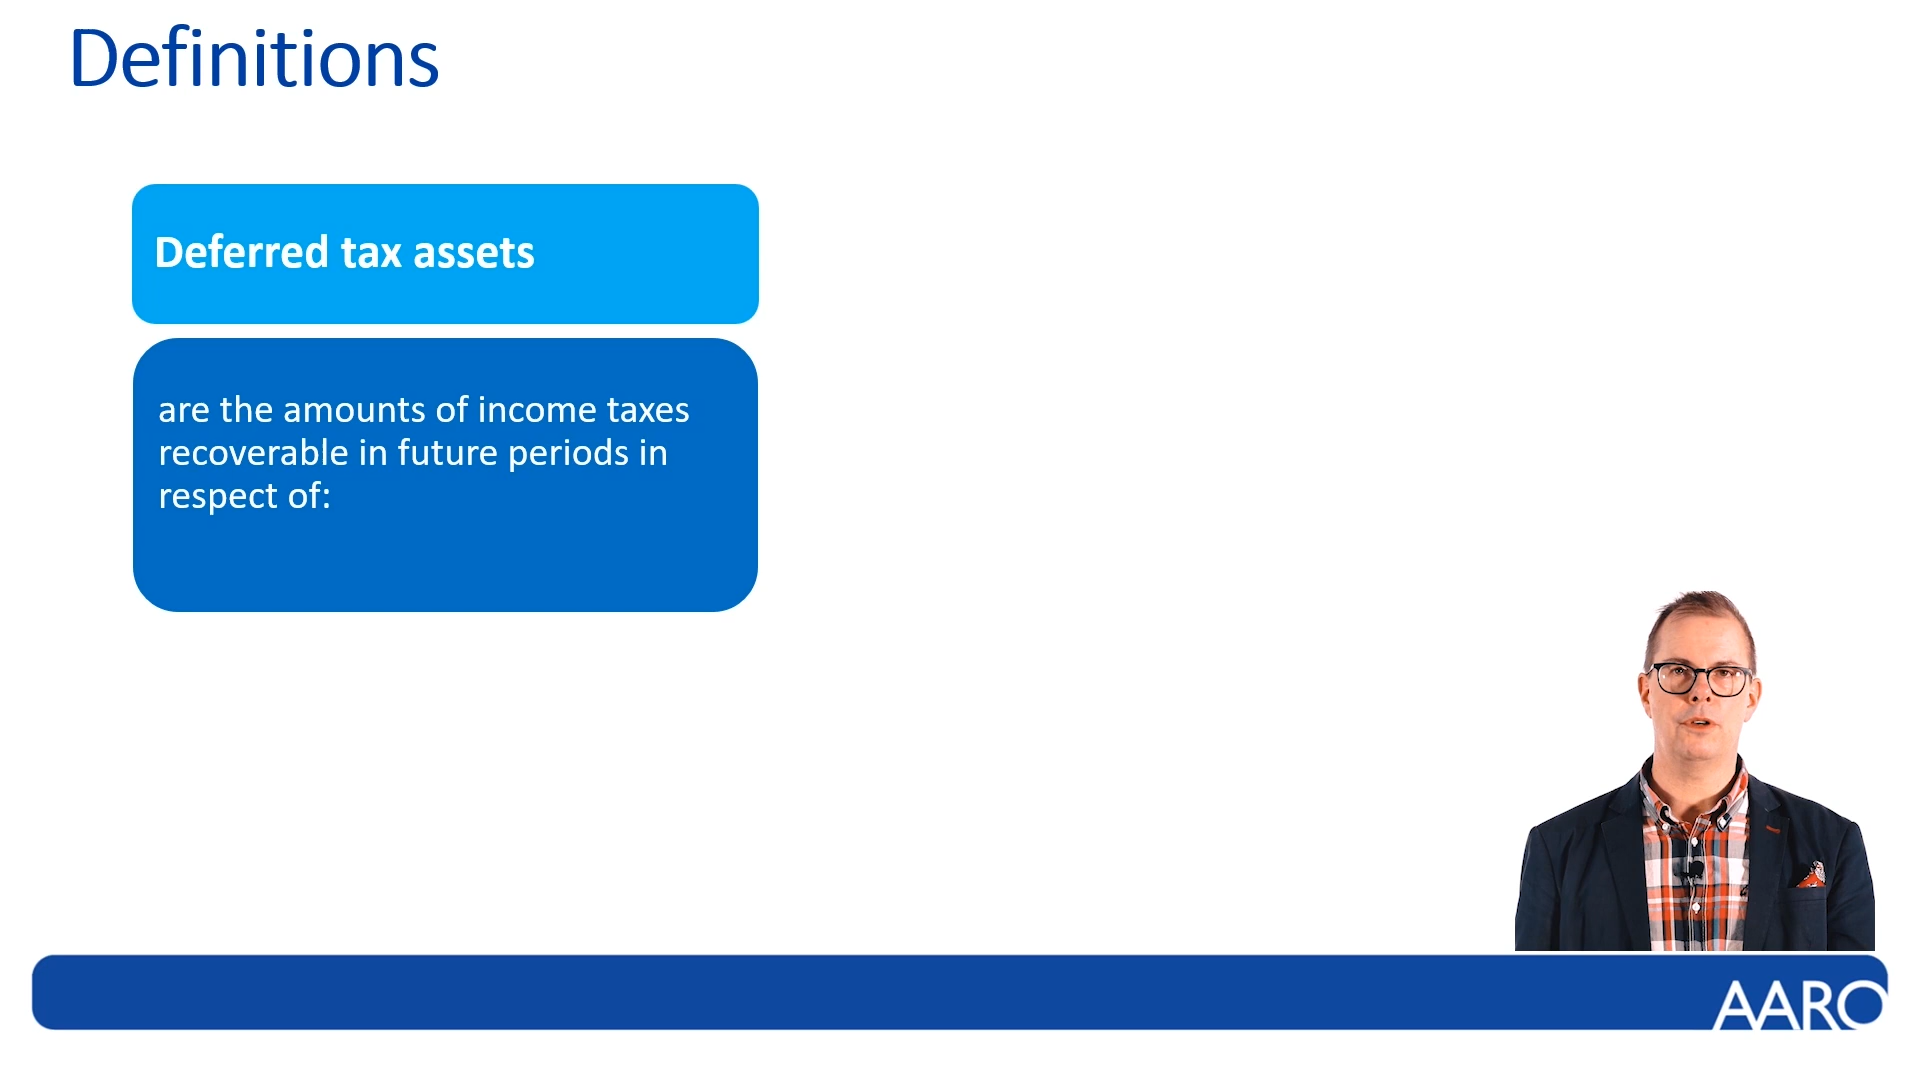 Definitions
Deferred tax assets
are the amounts of income taxes
recoverable in future periods in
respect of:
AARO